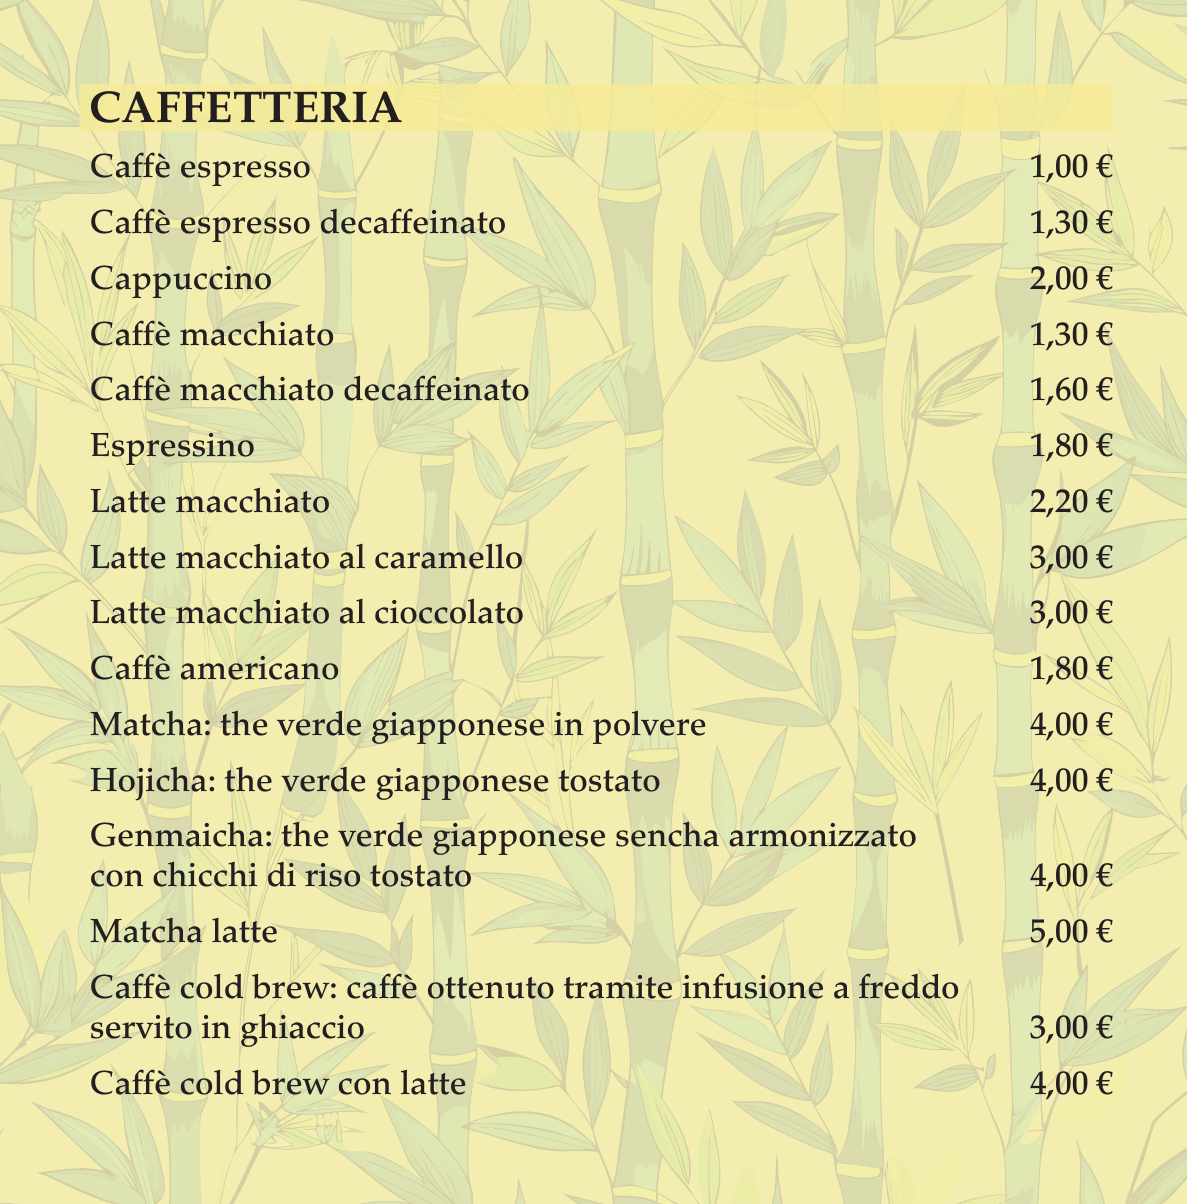 CAFFETTERIA
Caffè espresso 1,00 €
Caffè espresso decaffeinato 1,30 €
Cappuccino 2,00 €
Caffè macchiato 1,30 €
Caffè macchiato decaffeinato 1,60 €
Espressino 1,80 €
Latte macchiato 2,20 €
Latte macchiato al caramello 3,00 €
Latte macchiato al cioccolato 3,00 €
Caffè americano 1,80 €
Matcha: the verde giapponese in polvere 4,00 €
Hojicha: the verde giapponese tostato 4,00 €
Genmaicha: the verde giapponese sencha armonizzato
con chicchi di riso tostato 4,00 €
Matcha latte 5,00 €
Caffè cold brew: caffè ottenuto tramite infusione a freddo
servito in ghiaccio 3,00 €
Caffè cold brew con latte 4,00 €